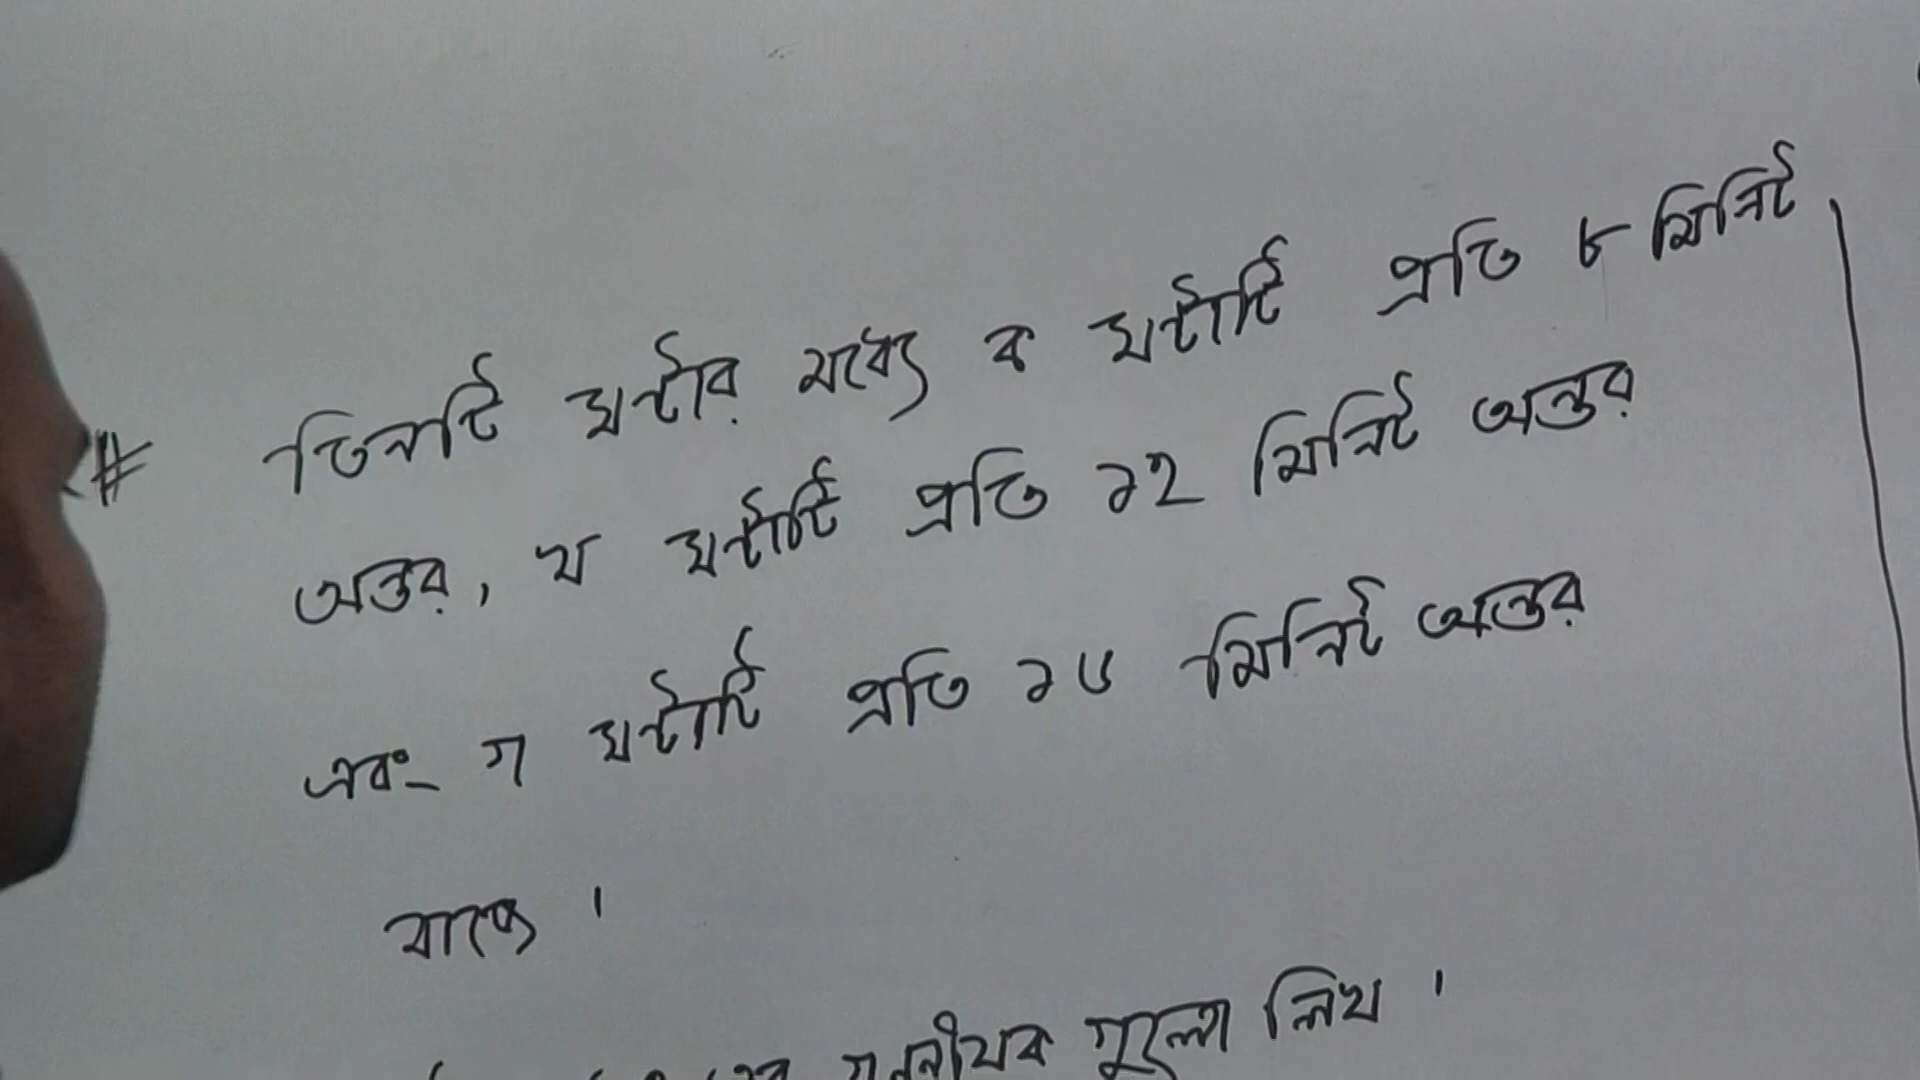 # তিনটি ঘন্টার মধ্যে ক ঘন্টাটি প্রতি ৮ মিনিট
অন্তর, খ ঘন্টাটি প্রতি ১২ মিনিট অন্তর
এবং গ ঘন্টাটি প্রতি ১৬ মিনিট অন্তর
বাজে ।
গুননীয়ক গুলো লিখ ।